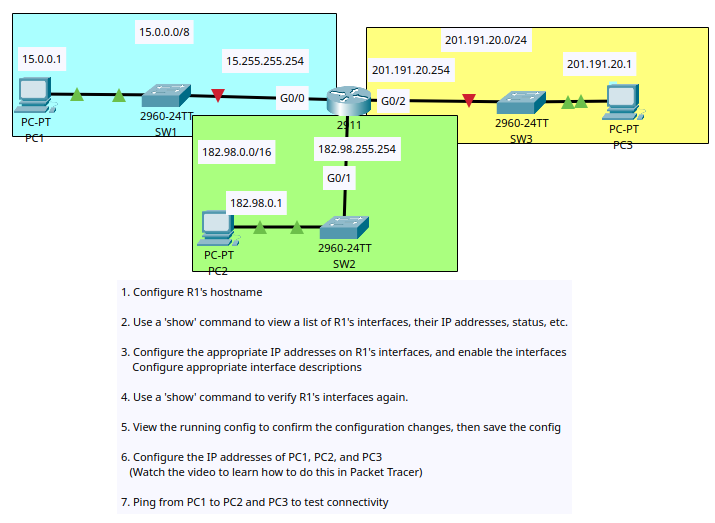 15.0.0.0/8
15.0.0.1
15.255.255.254
G0/0
PC-PT
PC1
2960-24TT
SW1
2911
201.191.20.0/24
201.191.20.254
201.191.20.1
G0/2
2960-24TT
SW3
PC-PT
PC3
182.98.0.0/16
182.98.255.254
G0/1
182.98.0.1
PC-PT
PC2
2960-24TT
SW2
1. Configure R1's hostname
2. Use a 'show' command to view a list of R1's interfaces, their IP addresses, status, etc.
3. Configure the appropriate IP addresses on R1's interfaces, and enable the interfaces
Configure appropriate interface descriptions
4. Use a 'show' command to verify R1's interfaces again.
5. View the running config to confirm the configuration changes, then save the config
6. Configure the IP addresses of PC1, PC2, and PC3
(Watch the video to learn how to do this in Packet Tracer)
7. Ping from PC1 to PC2 and PC3 to test connectivity